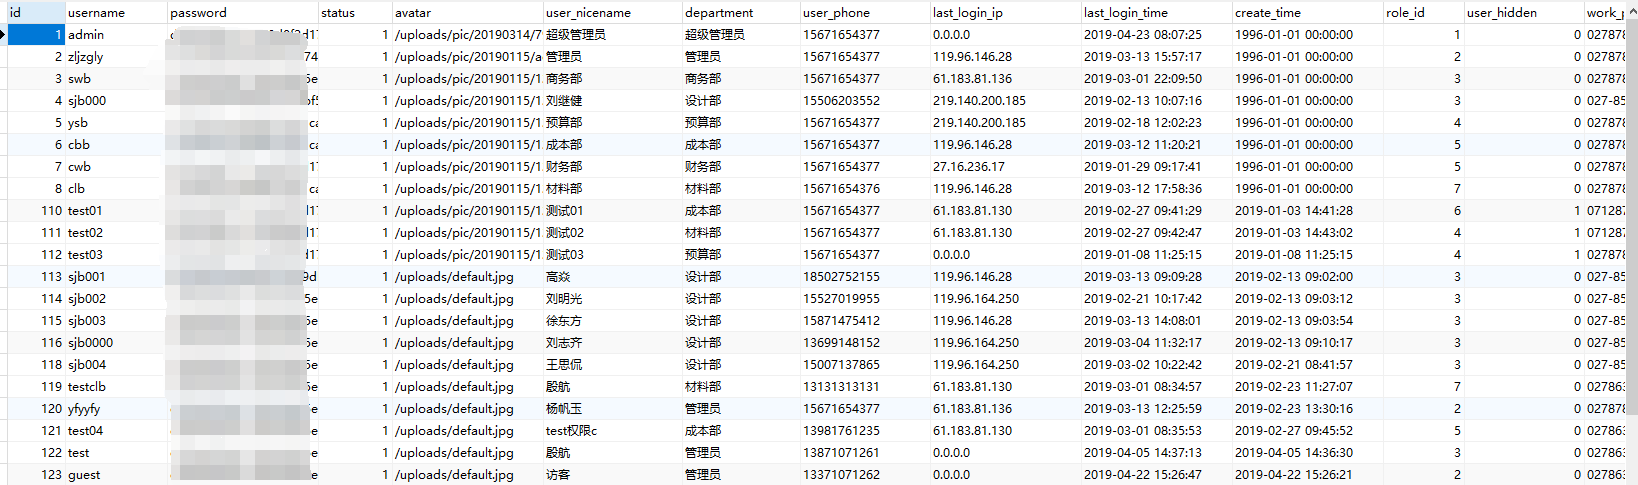 id username password status avatar user_nicename department user_phone last_login_ip last_login_time create_time role_id user_hidden
1 admin 1 /uploads/pic/20190314/7 超级管理员 超级管理员 15671654377 0.0.0.0 2019-04-23 08:07:25 1996-01-01 00:00:00 1 0 027878
2 zljzgly 74 1 /uploads/pic/20190115/a 管理员 管理员 15671654377 119.96.146.28 2019-03-13 15:57:17 1996-01-01 00:00:00 2 0 027878
3 swb 1 /uploads/pic/20190115/1 商务部 商务部 15671654377 61.183.81.136 2019-03-01 22:09:50 1996-01-01 00:00:00 3 0 027878
4 sjb000 1 /uploads/pic/20190115/1 刘继健 设计部 15506203552 219.140.200.185 2019-02-13 10:07:16 1996-01-01 00:00:00 3 0 027-85
5 ysb ca 1 /uploads/pic/20190115/1 预算部 预算部 15671654377 219.140.200.185 2019-02-18 12:02:23 1996-01-01 00:00:00 4 0 027878
6 cbb ca 1 /uploads/pic/20190115/1 成本部 成本部 15671654377 119.96.146.28 2019-03-12 11:20:21 1996-01-01 00:00:00 5 0 027878
7 cwb 17 1 /uploads/pic/20190115/1 财务部 财务部 15671654377 27.16.236.17 2019-01-29 09:17:41 1996-01-01 00:00:00 5 0 027878
8 clb ca 1 /uploads/pic/20190115/1 材料部 材料部 15671654376 119.96.146.28 2019-03-12 17:58:36 1996-01-01 00:00:00 7 0 027878
110 test01 1 /uploads/pic/20190115/1 测试01 成本部 15671654377 61.183.81.130 2019-02-27 09:41:29 2019-01-03 14:41:28 6 1 071287
111 test02 1 /uploads/pic/20190115/1 测试02 材料部 15671654377 61.183.81.130 2019-02-27 09:42:47 2019-01-03 14:43:02 4 1 071287
112 test03 1 /uploads/pic/20190115/1 测试03 预算部 15671654377 0.0.0.0 2019-01-08 11:25:15 2019-01-08 11:25:15 4 1 027878
113 sjb001 9d 1 /uploads/default.jpg 高焱 设计部 18502752155 119.96.146.28 2019-03-13 09:09:28 2019-02-13 09:02:00 3 0 027-85
114 sjb002 1 /uploads/default.jpg 刘明光 设计部 15527019955 119.96.164.250 2019-02-21 10:17:42 2019-02-13 09:03:12 3 0 027-85
115 sjb003 1 /uploads/default.jpg 徐东方 设计部 15871475412 119.96.146.28 2019-03-13 14:08:01 2019-02-13 09:03:54 3 0 027-85
116 sjb0000 1 /uploads/default.jpg 刘志齐 设计部 13699148152 119.96.164.250 2019-03-04 11:32:17 2019-02-13 09:10:17 3 0 027-85
118 sjb004 1 /uploads/default.jpg 王思侃 设计部 15007137865 119.96.164.250 2019-03-02 10:22:42 2019-02-21 08:41:57 3 0 027-85
119 testclb 1 /uploads/default.jpg 殷航 材料部 13131313131 61.183.81.130 2019-03-01 08:34:57 2019-02-23 11:27:07 7 0 027863
120 yfyyfy 1 /uploads/default.jpg 杨帆玉 管理员 15671654377 61.183.81.136 2019-03-13 12:25:59 2019-02-23 13:30:16 2 0 027878
121 test04 1 /uploads/default.jpg test权限c 成本部 13981761235 61.183.81.130 2019-03-01 08:35:53 2019-02-27 09:45:52 5 0 027863
122 test 1 /uploads/default.jpg 殷航 管理员 13871071261 0.0.0.0 2019-04-05 14:37:13 2019-04-05 14:36:30 3 0 027863
123 guest 1 /uploads/default.jpg 访客 管理员 13371071262 0.0.0.0 2019-04-22 15:26:47 2019-04-22 15:26:21 2 0 027863